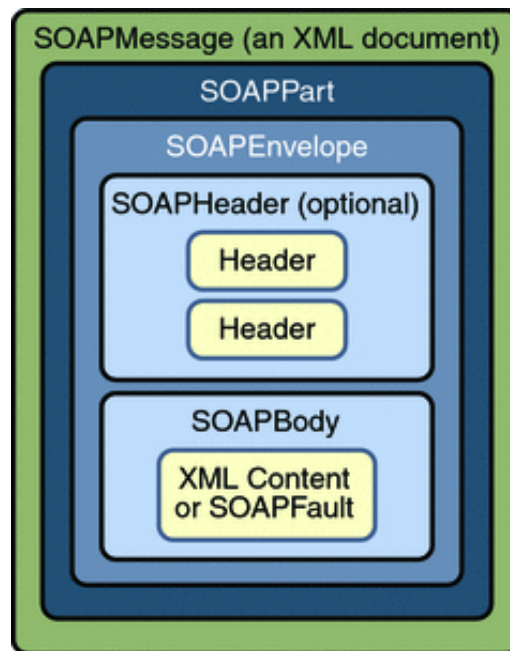 SOAPMessage (an XML document)
SOAPPart
SOAPEnvelope
SOAPHeader (optional)
Header
Header
SOAPBody
XML Content
or SOAPFault